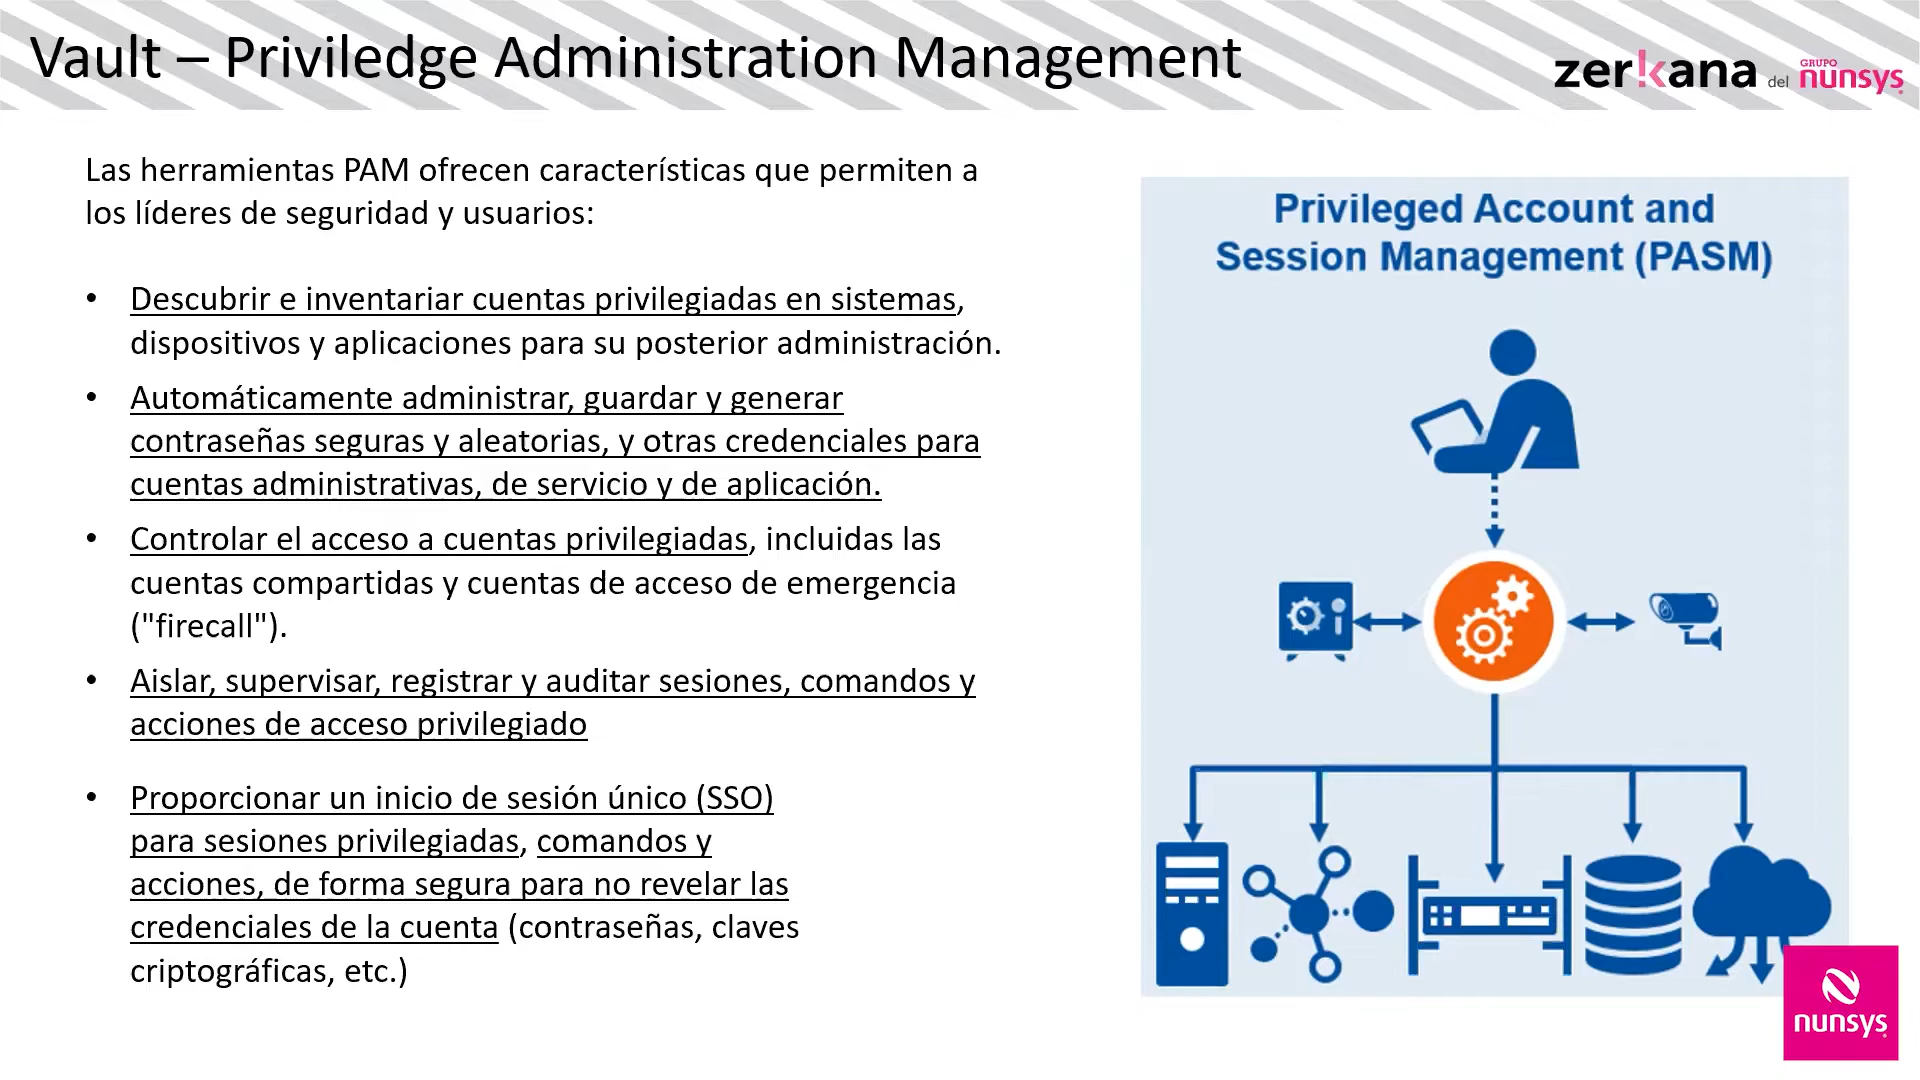 Vault – Priviledge Administration Management
zer!kana del GRUPO nunsys
Las herramientas PAM ofrecen características que permiten a
los líderes de seguridad y usuarios:
• Descubrir e inventariar cuentas privilegiadas en sistemas,
dispositivos y aplicaciones para su posterior administración.
• Automáticamente administrar, guardar y generar
contraseñas seguras y aleatorias, y otras credenciales para
cuentas administrativas, de servicio y de aplicación.
• Controlar el acceso a cuentas privilegiadas, incluidas las
cuentas compartidas y cuentas de acceso de emergencia
("firecall").
• Aislar, supervisar, registrar y auditar sesiones, comandos y
acciones de acceso privilegiado
• Proporcionar un inicio de sesión único (SSO)
para sesiones privilegiadas, comandos y
acciones, de forma segura para no revelar las
credenciales de la cuenta (contraseñas, claves
criptográficas, etc.)
Privileged Account and
Session Management (PASM)
nunsys